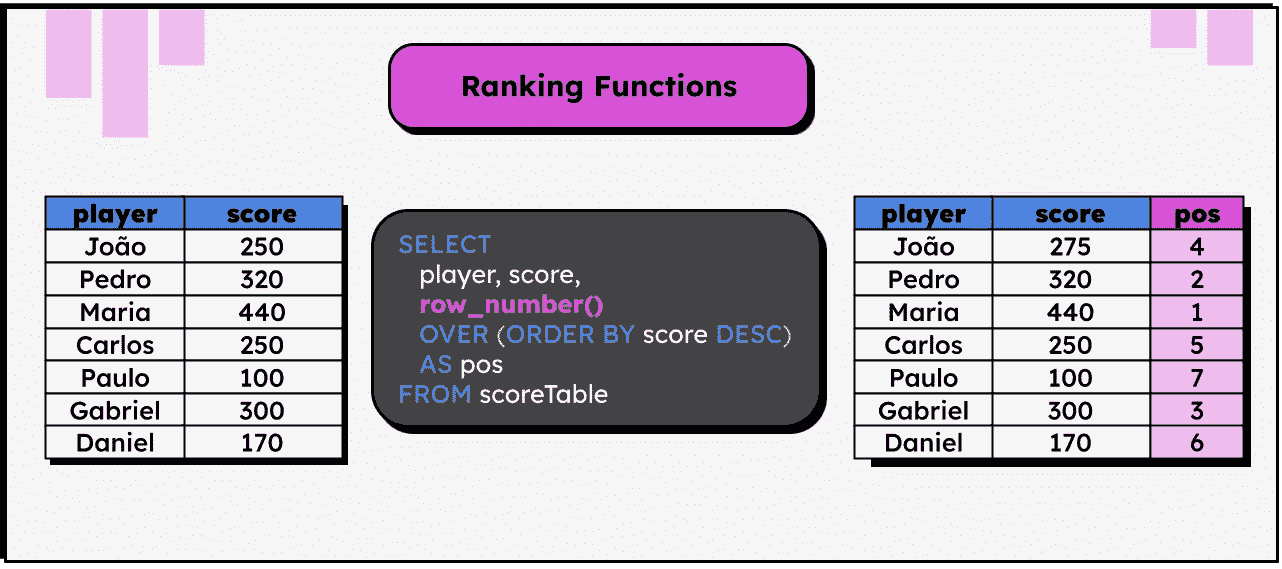 Ranking Functions
player score
João 250
Pedro 320
Maria 440
Carlos 250
Paulo 100
Gabriel 300
Daniel 170
SELECT
player, score,
row_number()
OVER (ORDER BY score DESC)
AS pos
FROM scoreTable
player score pos
João 275 4
Pedro 320 2
Maria 440 1
Carlos 250 5
Paulo 100 7
Gabriel 300 3
Daniel 170 6